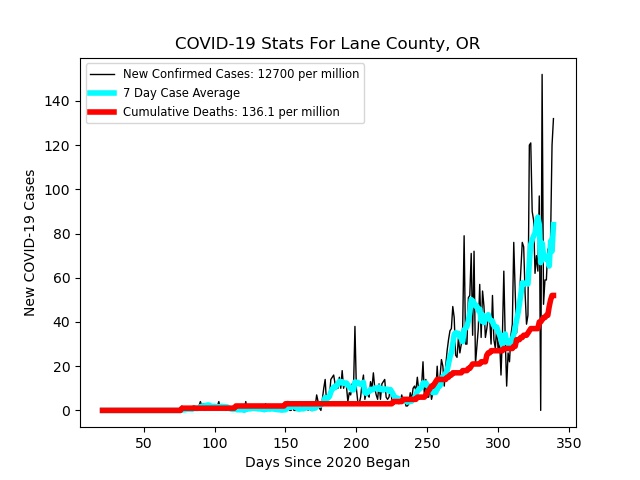 COVID-19 Stats For Lane County, OR
New Confirmed Cases: 12700 per million
7 Day Case Average
Cumulative Deaths: 136.1 per million
New COVID-19 Cases
140
120
100
80
60
40
20
0
50
100
150
200
250
300
350
Days Since 2020 Began